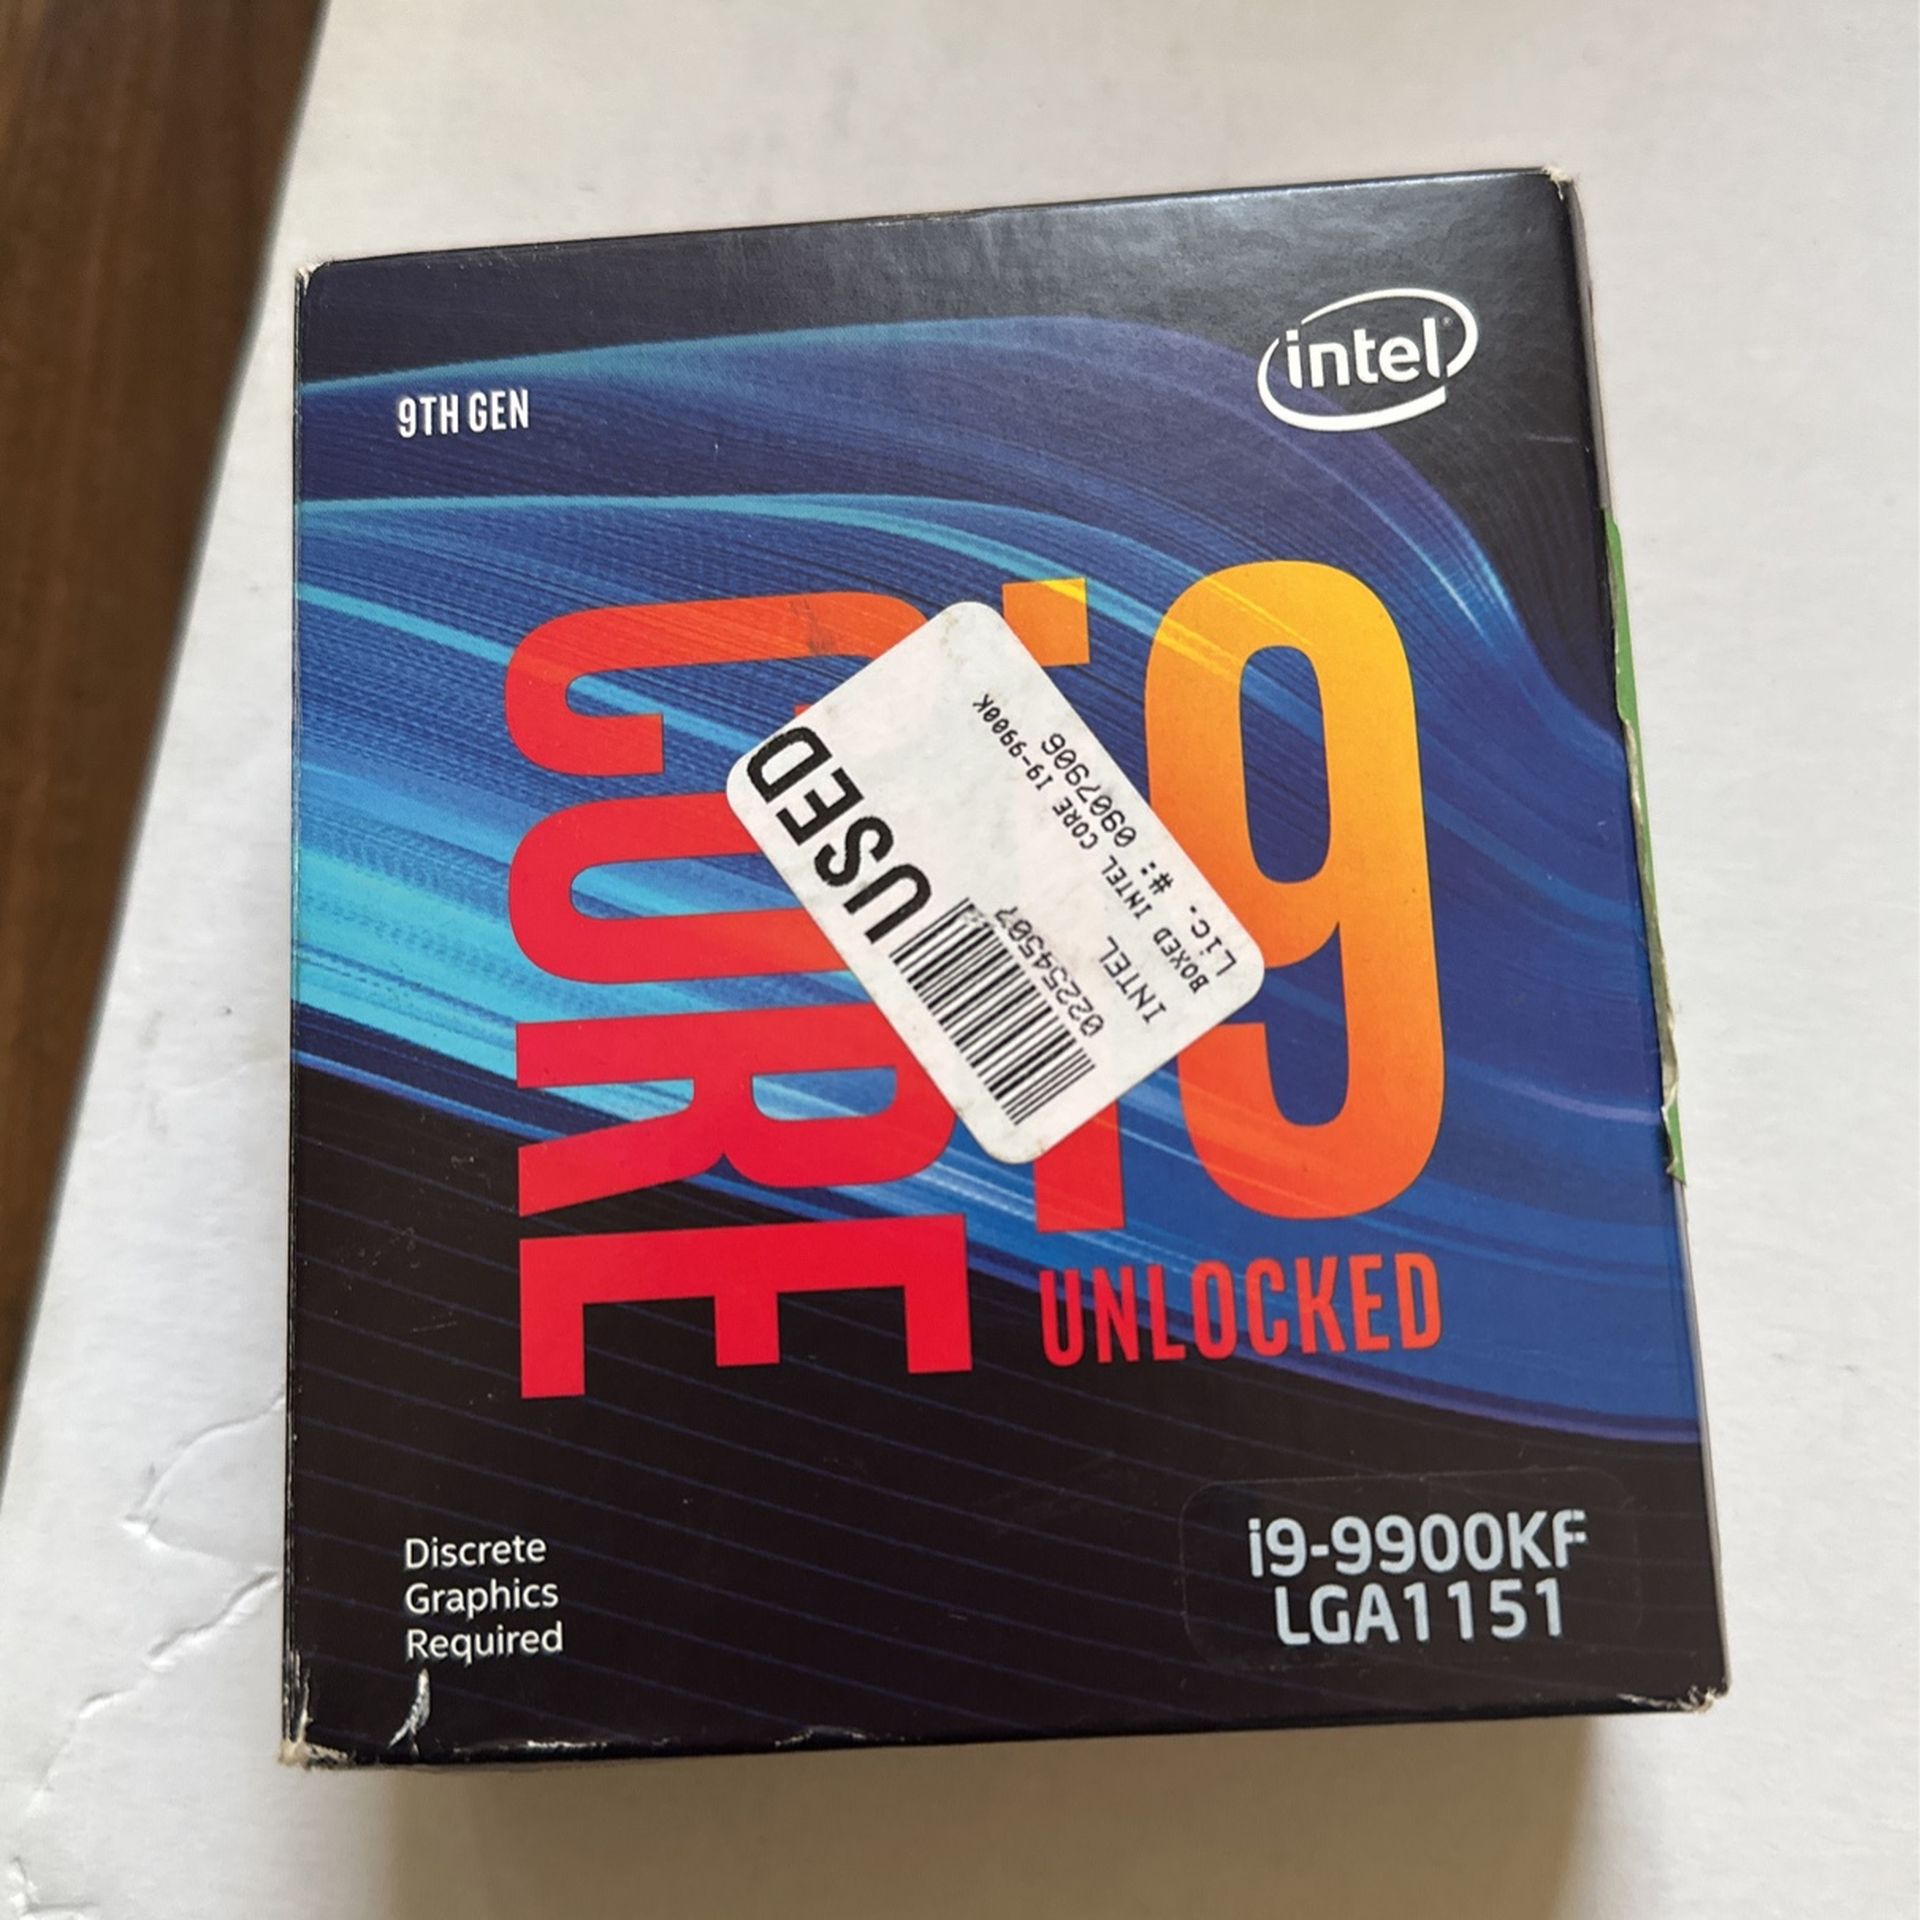 intel
9TH GEN
CORE
i9
USED
02254507
INTEL
BOXED INTEL CORE I9-9900K
Lic. #: 0907906
UNLOCKED
Discrete
Graphics
Required
i9-9900KF
LGA1151